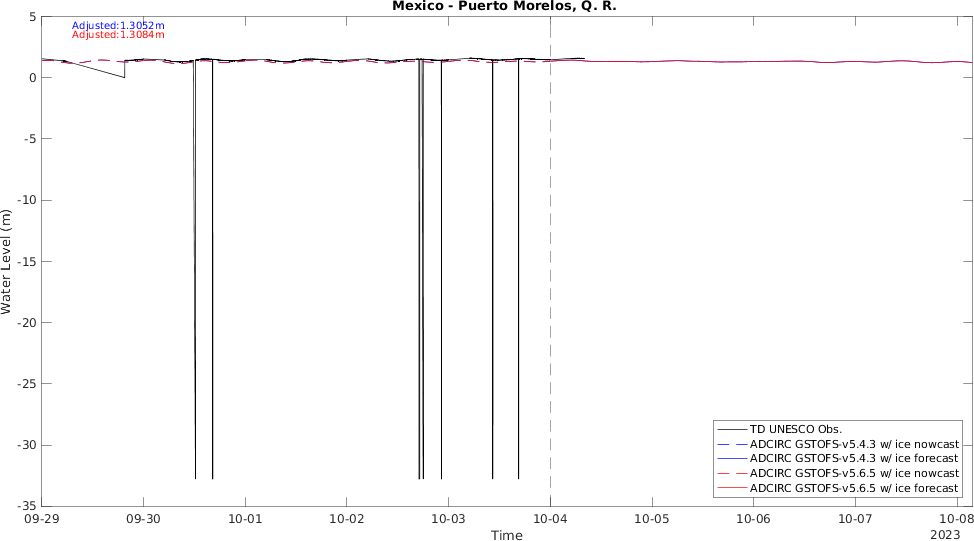 Mexico - Puerto Morelos, Q. R.
Adjusted:1.3052m
Adjusted:1.3084m
5
0
-5
-10
-15
-20
-25
-30
-35
Water Level (m)
TD UNESCO Obs.
ADCIRC GSTOFS-v5.4.3 w/ ice nowcast
ADCIRC GSTOFS-v5.4.3 w/ ice forecast
ADCIRC GSTOFS-v5.6.5 w/ ice nowcast
ADCIRC GSTOFS-v5.6.5 w/ ice forecast
09-29 09-30 10-01 10-02 10-03 10-04 10-05 10-06 10-07 10-08
Time
2023